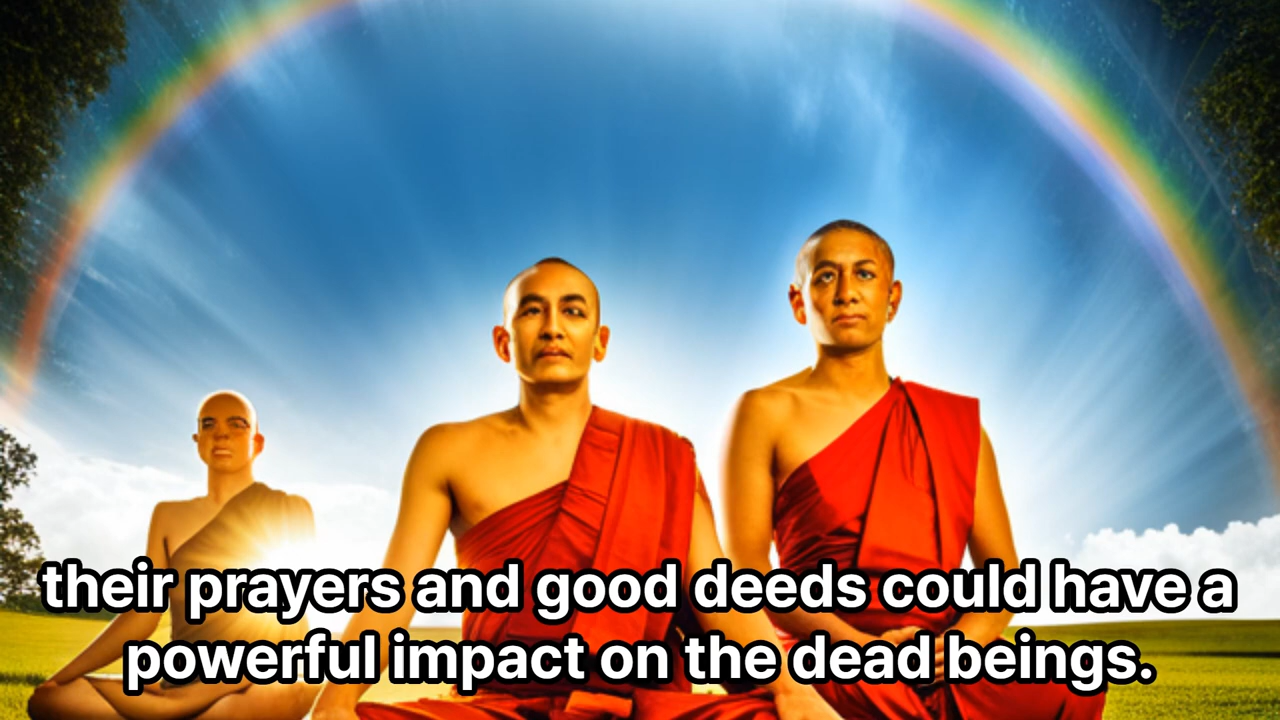 their prayers and good deeds could have a
powerful impact on the dead beings.